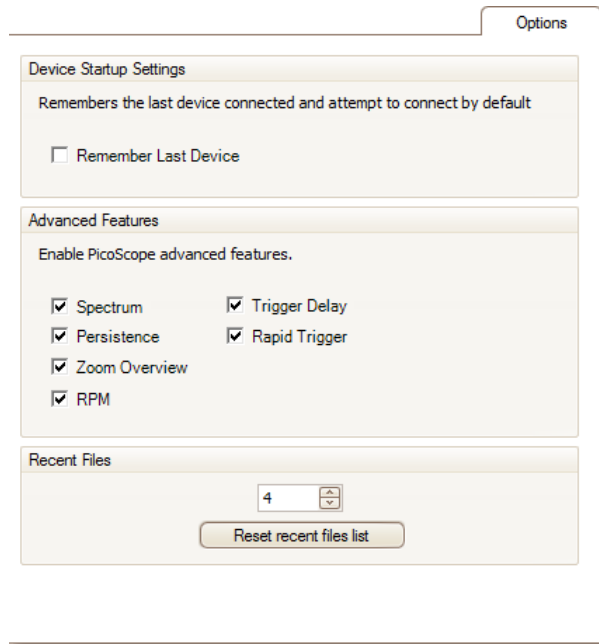 Options
Device Startup Settings
Remembers the last device connected and attempt to connect by default
Remember Last Device
Advanced Features
Enable PicoScope advanced features.
Spectrum Trigger Delay
Persistence Rapid Trigger
Zoom Overview
RPM
Recent Files
4
Reset recent files list